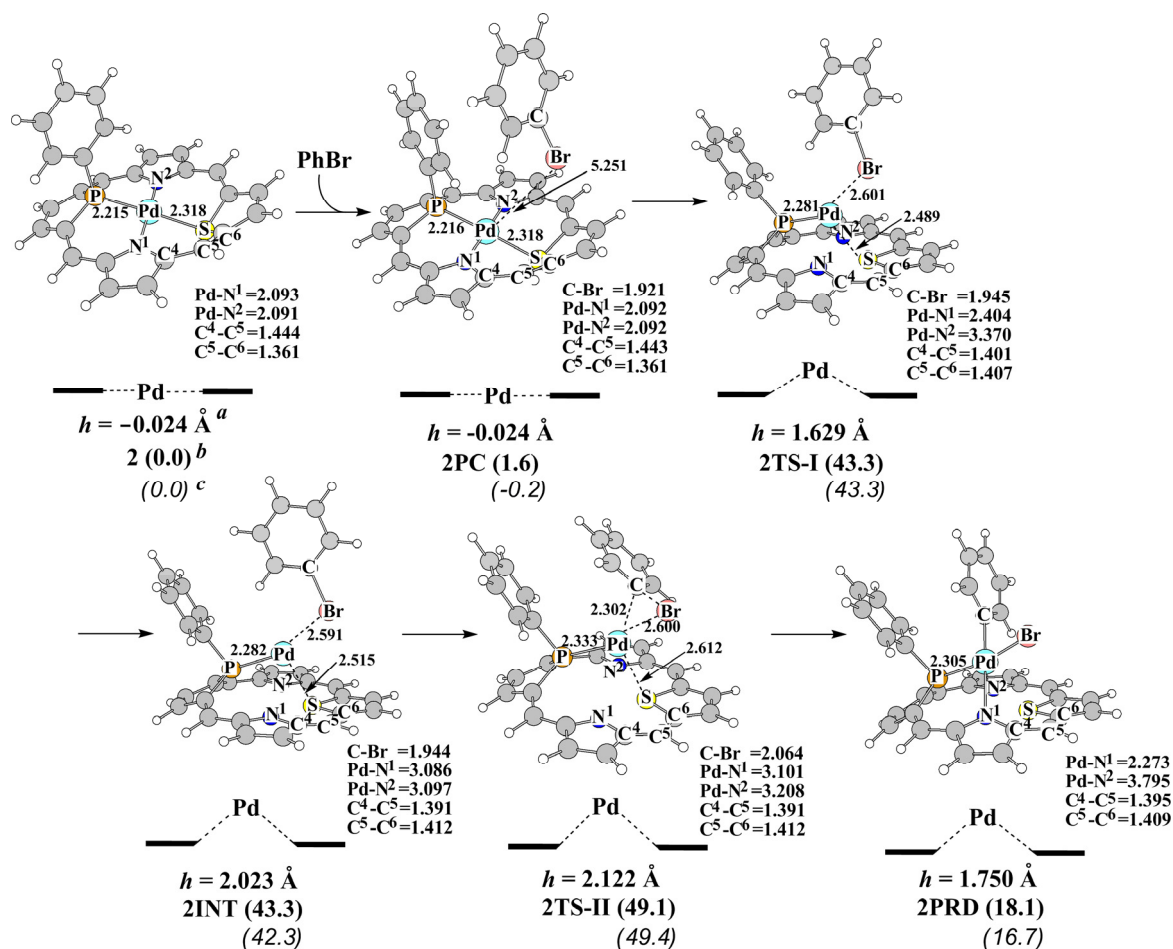 P
2.215
Pd
2.318
N²
N¹
S
C⁴
C⁵
C⁶
Pd-N¹=2.093
Pd-N²=2.091
C⁴-C⁵=1.444
C⁵-C⁶=1.361
Pd
h = −0.024 Å a
2 (0.0) b
(0.0) c
PhBr
C
Br
5.251
N²
P
2.216
Pd
2.318
S
N¹
C⁴
C⁵
C⁶
C-Br =1.921
Pd-N¹=2.092
Pd-N²=2.092
C⁴-C⁵=1.443
C⁵-C⁶=1.361
Pd
h = -0.024 Å
2PC (1.6)
(-0.2)
C
Br
2.601
2.281
Pd
P
2.489
N²
N¹
S
C⁴
C⁵
C⁶
C-Br =1.945
Pd-N¹=2.404
Pd-N²=3.370
C⁴-C⁵=1.401
C⁵-C⁶=1.407
Pd
h = 1.629 Å
2TS-I (43.3)
(43.3)
C
Br
2.591
2.282
Pd
P
2.515
N²
N¹
S
C⁴
C⁵
C⁶
C-Br =1.944
Pd-N¹=3.086
Pd-N²=3.097
C⁴-C⁵=1.391
C⁵-C⁶=1.412
Pd
h = 2.023 Å
2INT (43.3)
(42.3)
C
2.302
Br
2.600
2.333
Pd
P
2.612
N²
S
N¹
C⁴
C⁵
C⁶
C-Br =2.064
Pd-N¹=3.101
Pd-N²=3.208
C⁴-C⁵=1.391
C⁵-C⁶=1.412
Pd
h = 2.122 Å
2TS-II (49.1)
(49.4)
C
Br
2.305
Pd
P
N²
N¹
S
C⁴
C⁵
C⁶
Pd-N¹=2.273
Pd-N²=3.795
C⁴-C⁵=1.395
C⁵-C⁶=1.409
Pd
h = 1.750 Å
2PRD (18.1)
(16.7)